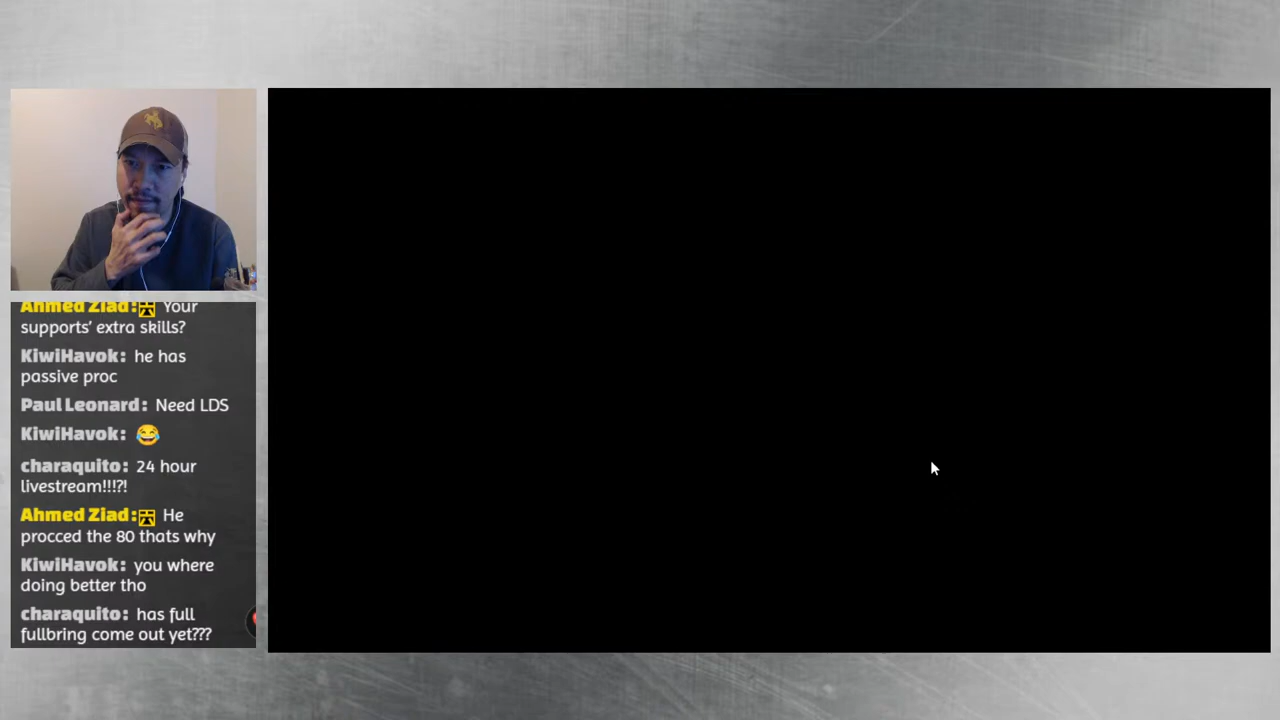 Ahmed Ziad: Your
supports' extra skills?
KiwiHavok: he has
passive proc
Paul Leonard: Need LDS
KiwiHavok: 😂
charaquito: 24 hour
livestream!!!?!
Ahmed Ziad: He
procced the 80 thats why
KiwiHavok: you where
doing better tho
charaquito: has full
fullbring come out yet???